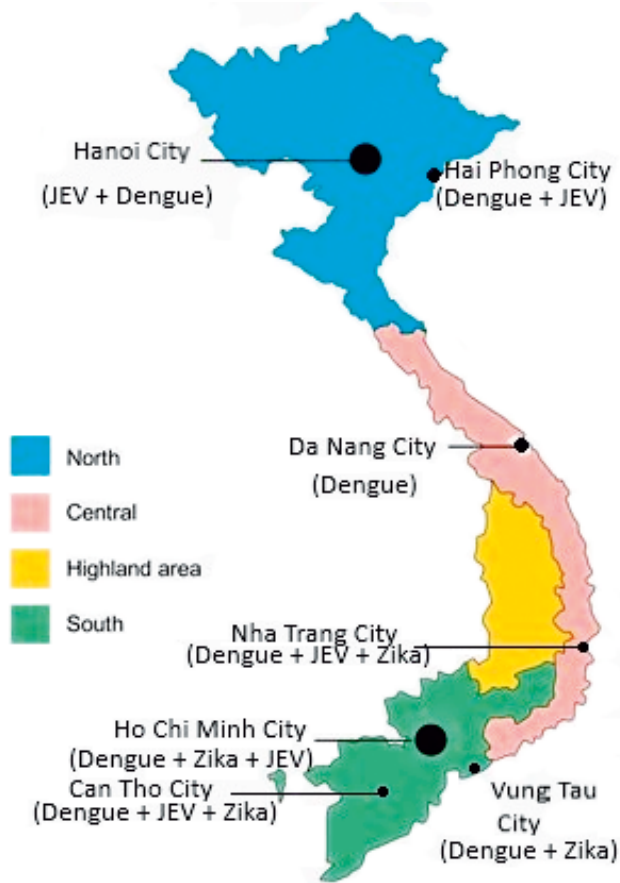 Hanoi City
(JEV + Dengue)
Hai Phong City
(Dengue + JEV)
Da Nang City
(Dengue)
North
Central
Highland area
South
Nha Trang City
(Dengue + JEV + Zika)
Ho Chi Minh City
(Dengue + Zika + JEV)
Can Tho City
(Dengue + JEV + Zika)
Vung Tau
City
(Dengue + Zika)